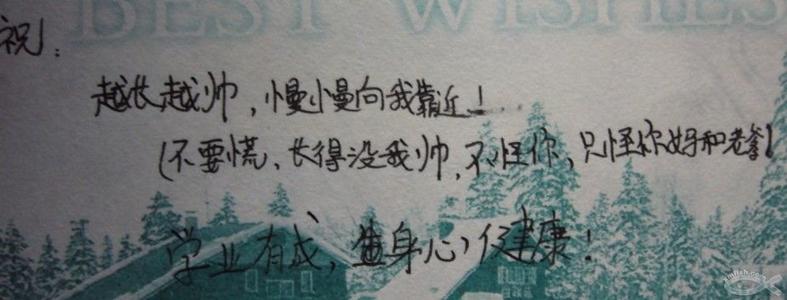 BEST WISHES
祝：
越长越帅，慢慢向我靠近！
（不要慌、长得没我帅，不怪你、只怪你妈和老爹）
学业有成，身心健康！